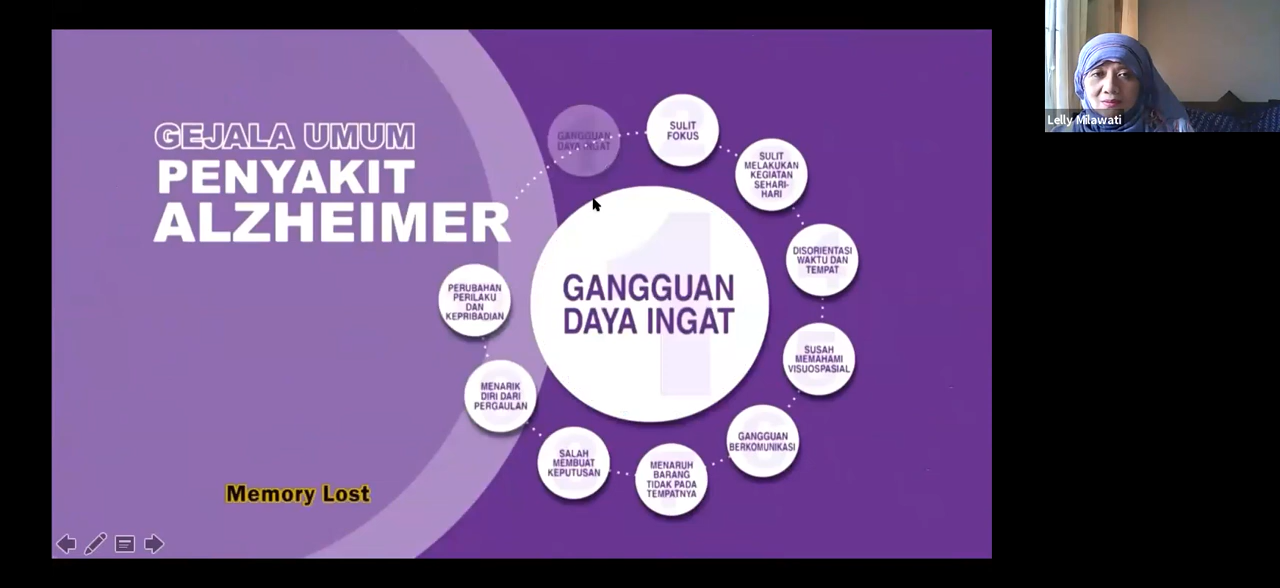 GEJALA UMUM
PENYAKIT
ALZHEIMER
GANGGUAN
DAYA INGAT
SULIT
FOKUS
SULIT
MELAKUKAN
KEGIATAN
SEHARI-
HARI
DISORIENTASI
WAKTU DAN
TEMPAT
SUSAH
MEMAHAMI
VISUOSPASIAL
GANGGUAN
BERKOMUNIKASI
MENARUH
BARANG
TIDAK PADA
TEMPATNYA
SALAH
MEMBUAT
KEPUTUSAN
MENARIK
DIRI DARI
PERGAULAN
PERUBAHAN
PERILAKU
DAN
KEPRIBADIAN
1
GANGGUAN
DAYA INGAT
Memory Lost
Lelly Milawati